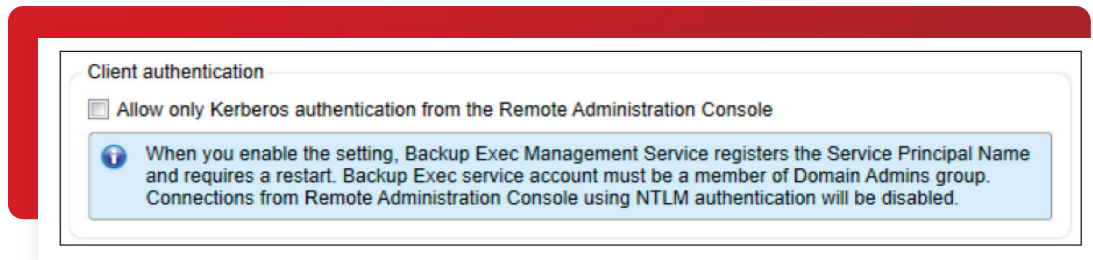 Client authentication
Allow only Kerberos authentication from the Remote Administration Console
When you enable the setting, Backup Exec Management Service registers the Service Principal Name
and requires a restart. Backup Exec service account must be a member of Domain Admins group.
Connections from Remote Administration Console using NTLM authentication will be disabled.